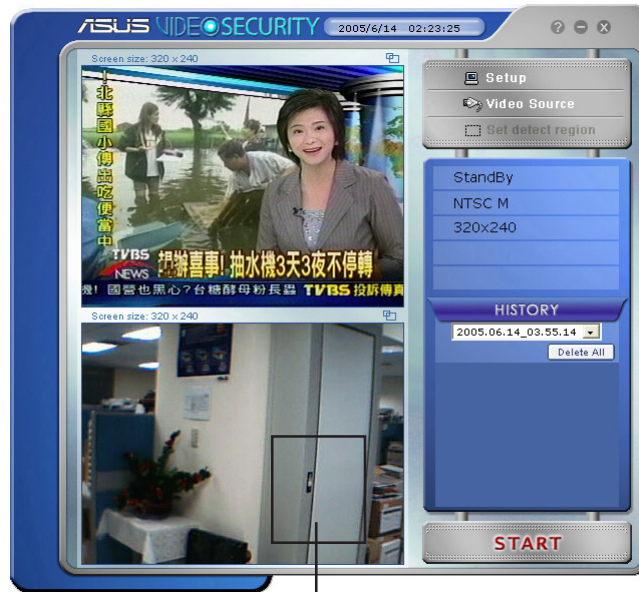 ASUS VIDEOSECURITY 2005/6/14 02:23:25
Screen size: 320 x 240
!北縣國小傳出吃便當中
TVBS
NEWS
辦喜事! 抽水機3天3夜不停轉
! 國營也黑心?台糖酵母粉長蟲 TVBS 投訴傳真
Screen size: 320 x 240
Setup
Video Source
Set detect region
StandBy
NTSC M
320x240
HISTORY
2005.06.14_03.55.14
Delete All
START